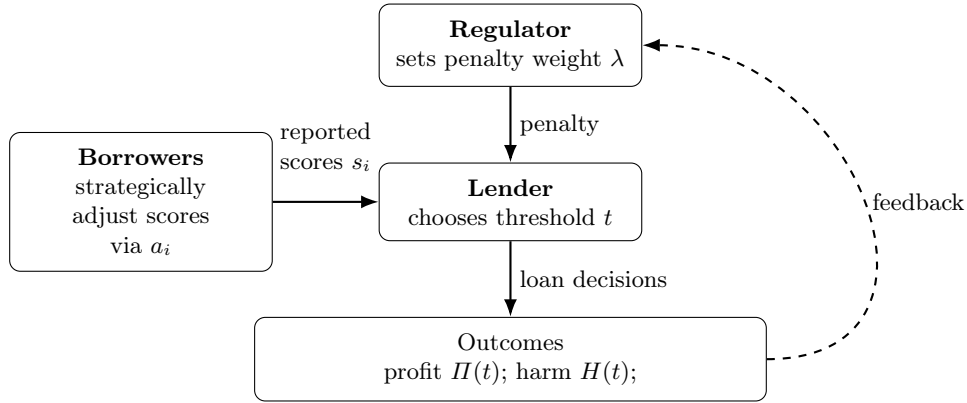 Regulator
sets penalty weight λ
penalty
reported
scores sᵢ
Borrowers
strategically
adjust scores
via aᵢ
Lender
chooses threshold t
feedback
loan decisions
Outcomes
profit Π(t); harm H(t);